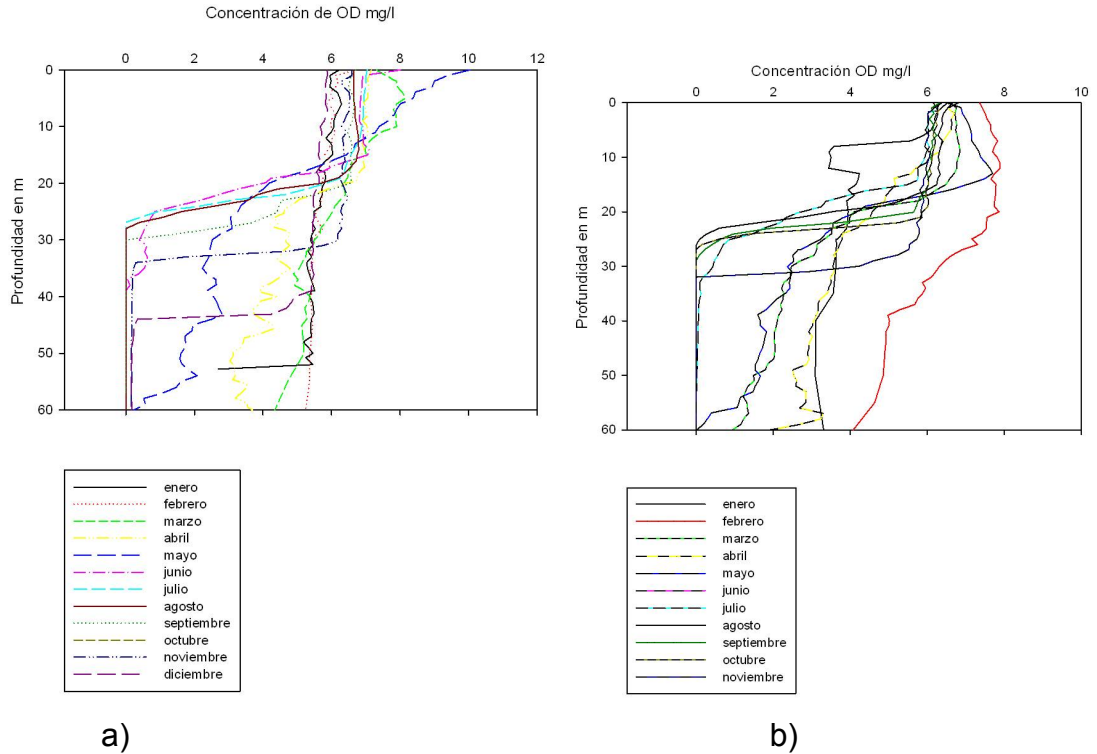 Concentración de OD mg/l
0 2 4 6 8 10 12
Profundidad en m
0
10
20
30
40
50
60
enero
febrero
marzo
abril
mayo
junio
julio
agosto
septiembre
octubre
noviembre
diciembre
a)
Concentración OD mg/l
0 2 4 6 8 10
Profundidad en m
0
10
20
30
40
50
60
enero
febrero
marzo
abril
mayo
junio
julio
agosto
septiembre
octubre
noviembre
b)